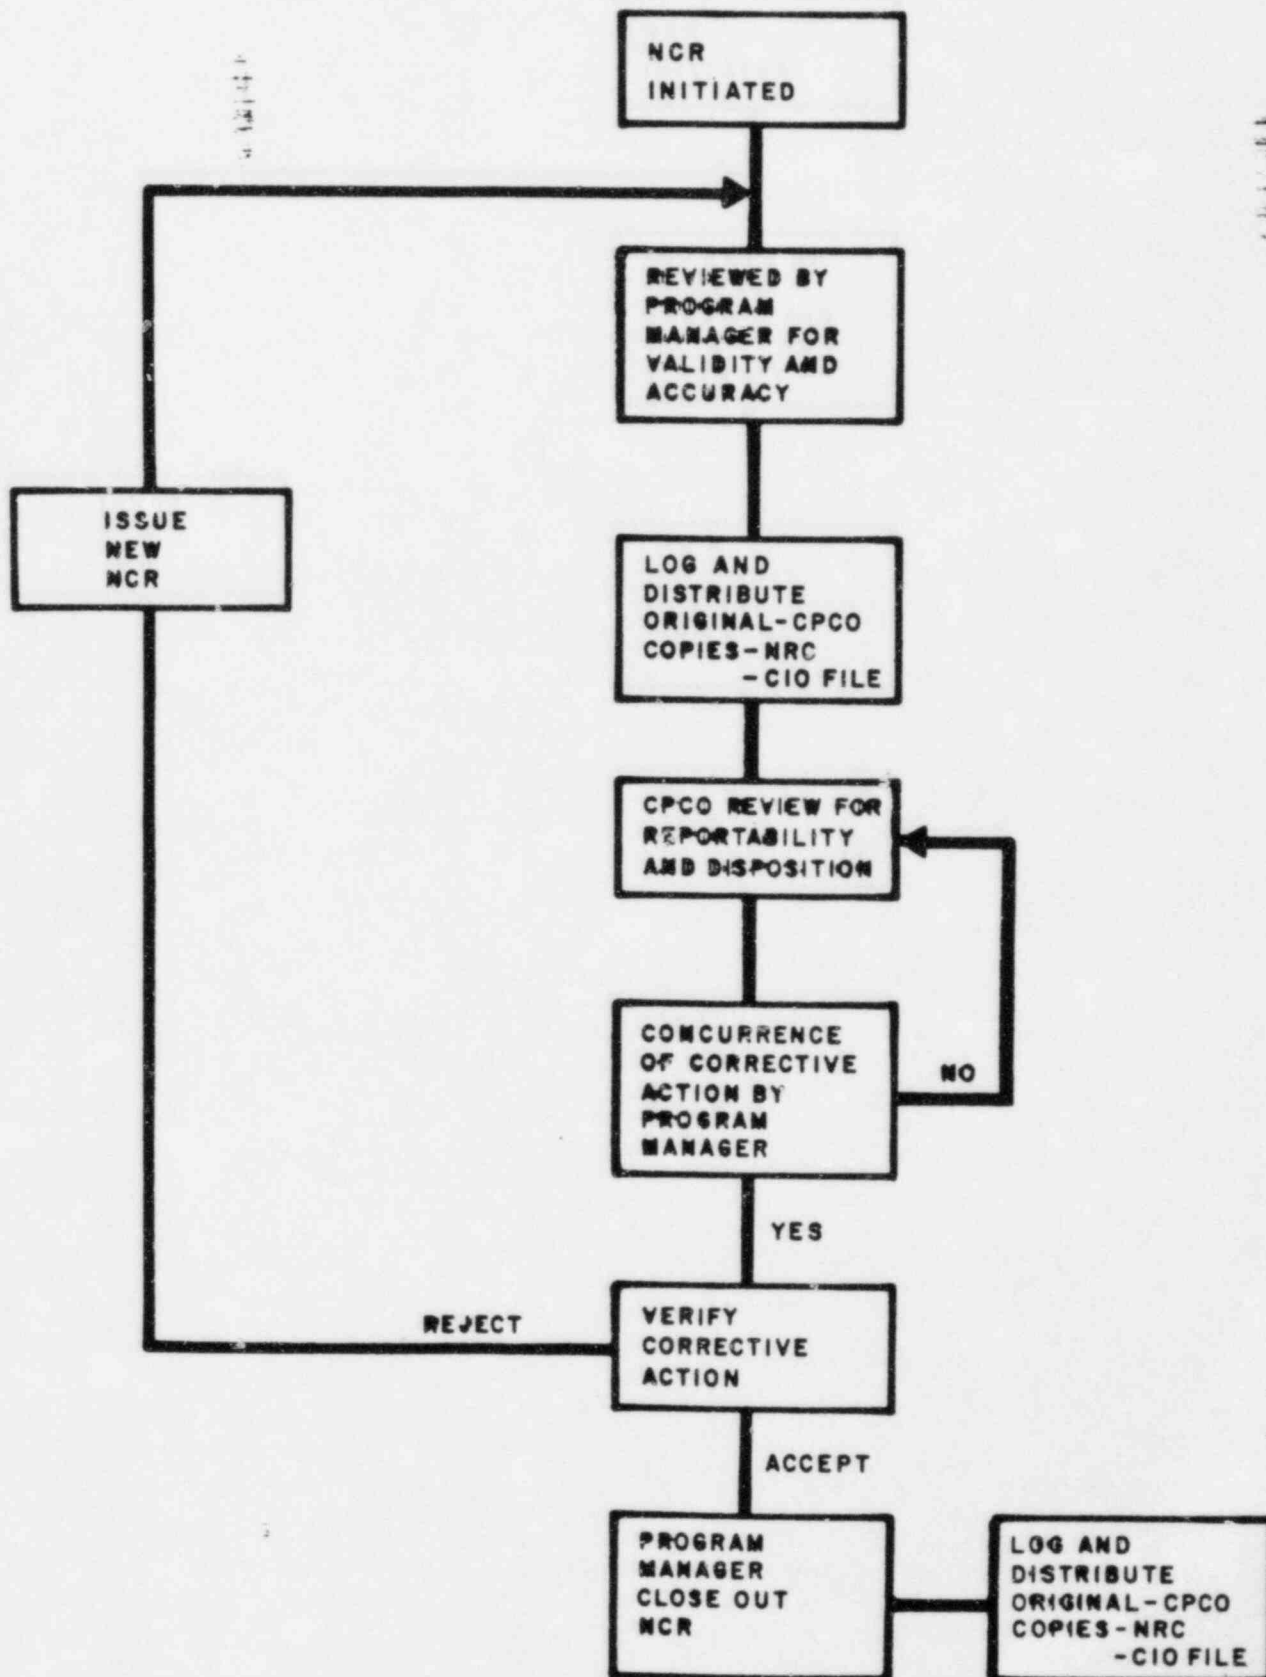 NCR
INITIATED
REVIEWED BY
PROGRAM
MANAGER FOR
VALIDITY AND
ACCURACY
ISSUE
NEW
NCR
LOG AND
DISTRIBUTE
ORIGINAL-CPCO
COPIES-NRC
-CIO FILE
CPCO REVIEW FOR
REPORTABILITY
AND DISPOSITION
CONCURRENCE
OF CORRECTIVE
ACTION BY
PROGRAM
MANAGER
NO
YES
REJECT
VERIFY
CORRECTIVE
ACTION
ACCEPT
PROGRAM
MANAGER
CLOSE OUT
NCR
LOG AND
DISTRIBUTE
ORIGINAL-CPCO
COPIES-NRC
-CIO FILE